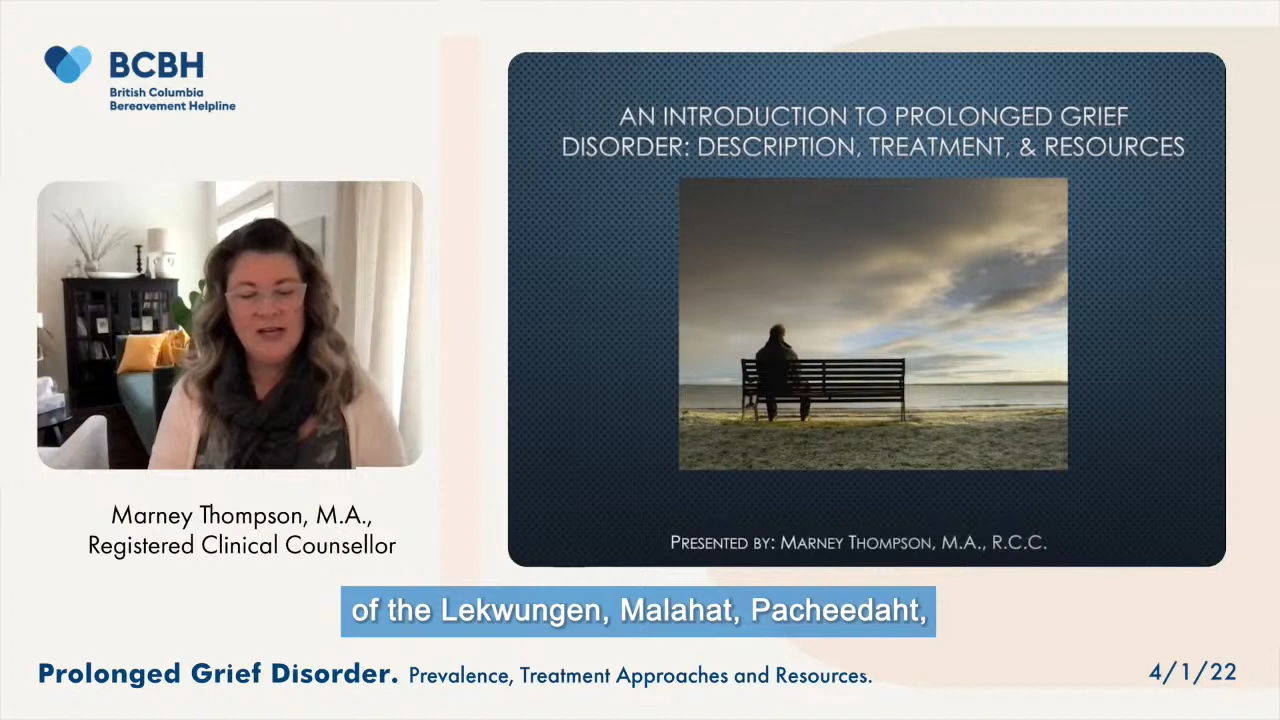 BCBH
British Columbia
Bereavement Helpline
AN INTRODUCTION TO PROLONGED GRIEF
DISORDER: DESCRIPTION, TREATMENT, & RESOURCES
PRESENTED BY: MARNEY THOMPSON, M.A., R.C.C.
Marney Thompson, M.A.,
Registered Clinical Counsellor
of the Lekwungen, Malahat, Pacheedaht,
Prolonged Grief Disorder. Prevalence, Treatment Approaches and Resources.
4/1/22